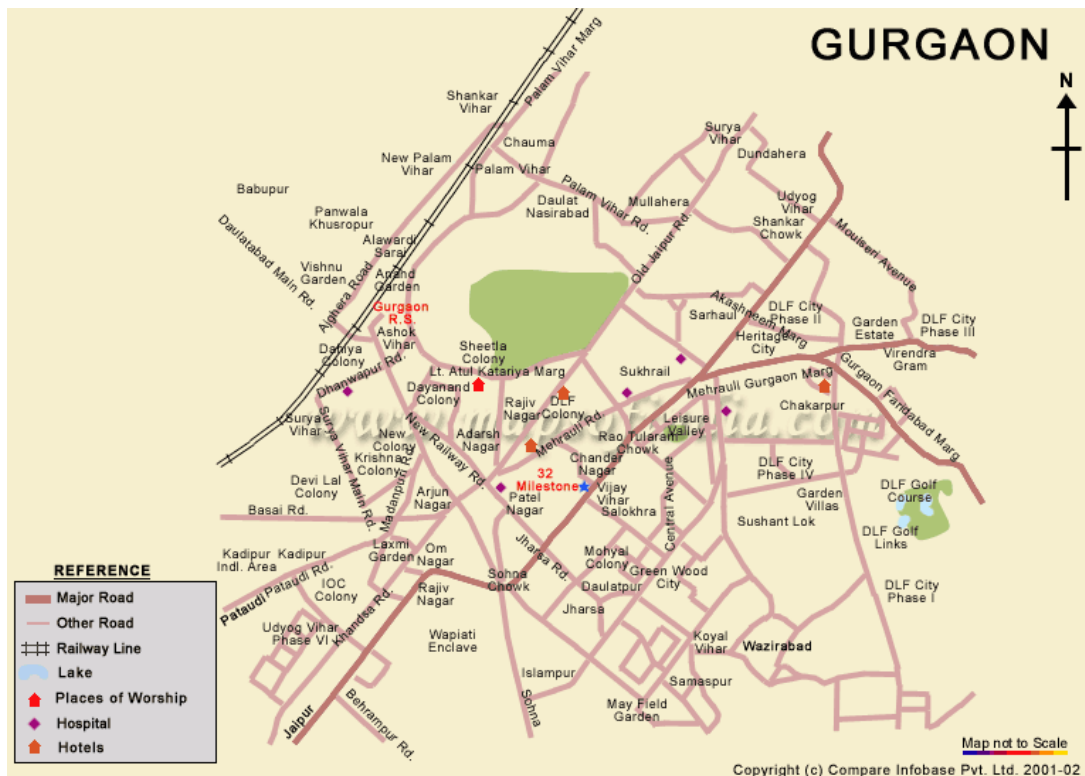 GURGAON
N
Palam Vihar Marg
Shankar
Vihar
Chauma
New Palam
Vihar
Palam Vihar
Surya
Vihar
Dundahera
Babupur
Panwala
Khusropur
Daulat
Nasirabad
Palam Vihar Rd.
Mullahera
Udyog
Vihar
Shankar
Chowk
Moulseri Avenue
Daulatabad Main Rd.
Alawardi
Sarai
Vishnu
Garden
Anand
Garden
Ajghera Road
Old Jaipur Rd.
Gurgaon
R.S.
Ashok
Vihar
Akashneem Marg
Sarhaul
DLF City
Phase II
Heritage
City
Garden
Estate
DLF City
Phase III
Virendra
Gram
Dahiya
Colony
Dhanwapur Rd.
Sheetla
Colony
Lt. Atul Katariya Marg
Dayanand
Colony
Sukhrail
Mehrauli Gurgaon Marg
Gurgaon Faridabad Marg
Chakarpur
Rajiv
Nagar
DLF
Colony
Leisure
Valley
Surya
Vihar
Surya Vihar Main Rd.
New
Colony
New Railway Rd.
Adarsh
Nagar
Mehrauli Rd.
Rao Tularam
Chowk
Krishna
Colony
Madanpuri Rd.
Chander
Nagar
32
Milestone
DLF City
Phase IV
Devi Lal
Colony
Arjun
Nagar
Patel
Nagar
Vijay
Vihar
Salokhra
Central Avenue
Garden
Villas
DLF Golf
Course
Basai Rd.
Sushant Lok
DLF Golf
Links
Laxmi
Garden
Om
Nagar
Jharsa Rd.
Mohyal
Colony
Green Wood
City
Kadipur
Indl. Area
Kadipur
Pataudi Rd.
Pataudi
IOC
Colony
Khandsa Rd.
Rajiv
Nagar
Sohna
Chowk
Daulatpur
Jharsa
DLF City
Phase I
Udyog Vihar
Phase VI
Wapiati
Enclave
Koyal
Vihar
Wazirabad
Islampur
Samaspur
Sohna
May Field
Garden
Jaipur
Behrampur Rd.
REFERENCE
Major Road
Other Road
Railway Line
Lake
Places of Worship
Hospital
Hotels
Map not to Scale
Copyright (c) Compare Infobase Pvt. Ltd. 2001-02